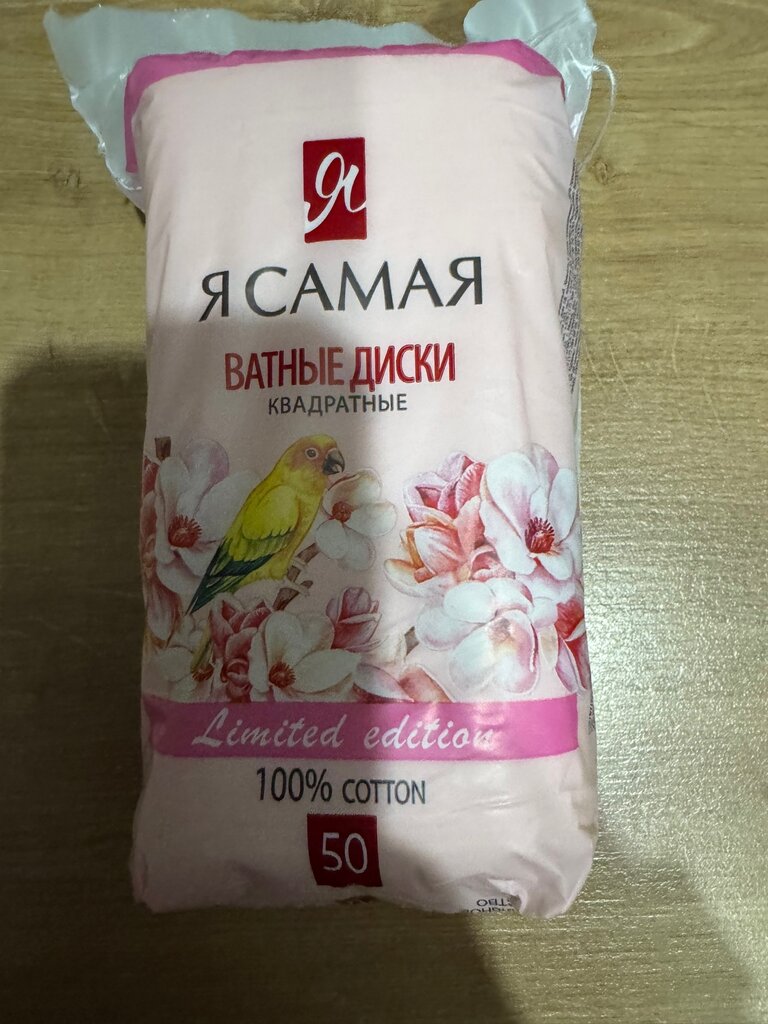 Я
Я САМАЯ
ВАТНЫЕ ДИСКИ
КВАДРАТНЫЕ
Limited edition
100% COTTON
50